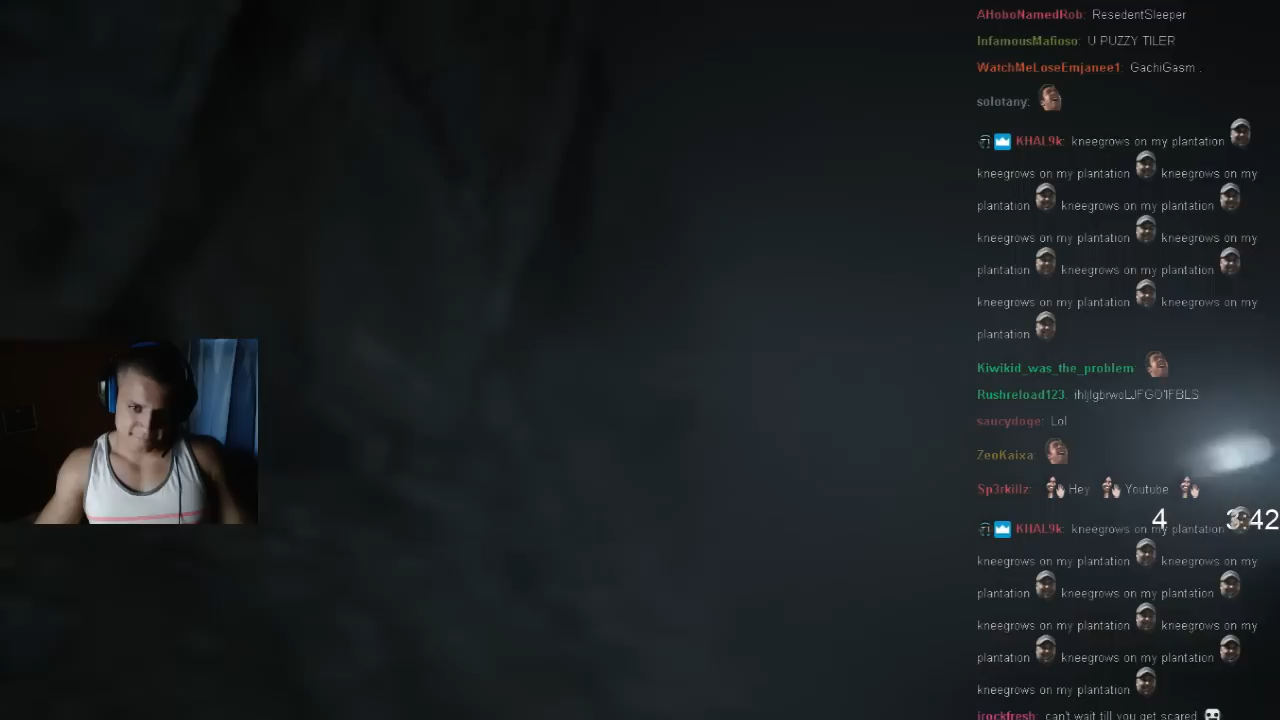 AHoboNamedRob: ResedentSleeper
InfamousMafioso: U PUZZY TILER
WatchMeLoseEmjanee1: GachiGasm .
solotany:
KHAL9k: kneegrows on my plantation
kneegrows on my plantation kneegrows on my
plantation kneegrows on my plantation
kneegrows on my plantation kneegrows on my
plantation kneegrows on my plantation
kneegrows on my plantation kneegrows on my
plantation
Kiwikid_was_the_problem
Rushreload123:
saucydoge: Lol
ZeoKaixa:
Sp3rkillz: Hey Youtube
4 3:42
KHAL9k: kneegrows on my plantation
kneegrows on my plantation kneegrows on my
plantation kneegrows on my plantation
kneegrows on my plantation kneegrows on my
plantation kneegrows on my plantation
kneegrows on my plantation
irockfresh: can't wait till you get scared